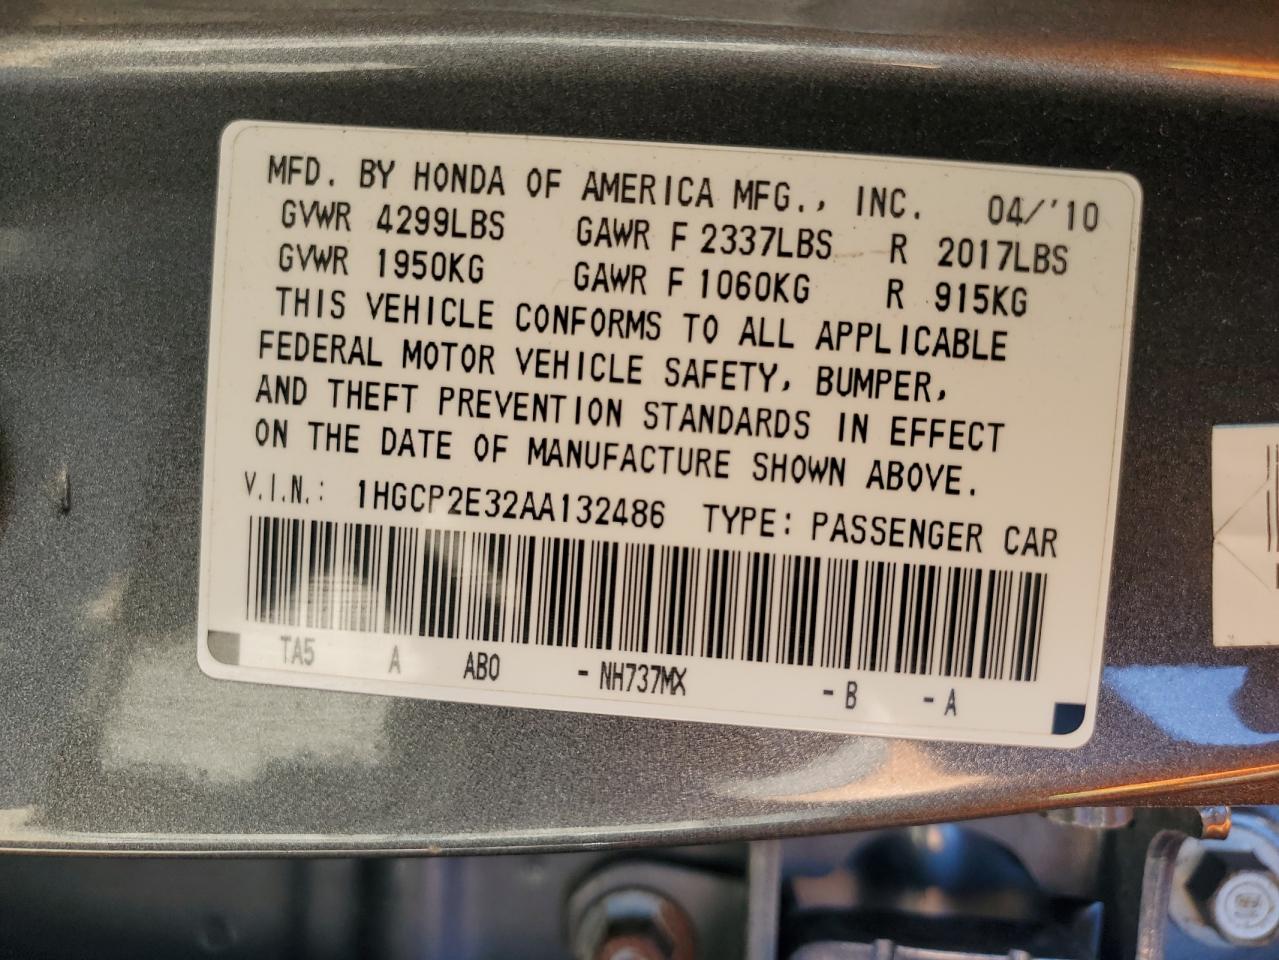 MFD. BY HONDA OF AMERICA MFG., INC. 04/'10
GVWR 4299LBS GAWR F 2337LBS R 2017LBS
GVWR 1950KG GAWR F 1060KG R 915KG
THIS VEHICLE CONFORMS TO ALL APPLICABLE
FEDERAL MOTOR VEHICLE SAFETY, BUMPER,
AND THEFT PREVENTION STANDARDS IN EFFECT
ON THE DATE OF MANUFACTURE SHOWN ABOVE.
V.I.N.: 1HGCP2E32AA132486 TYPE: PASSENGER CAR
TA5 A AB0 -NH737MX -B -A